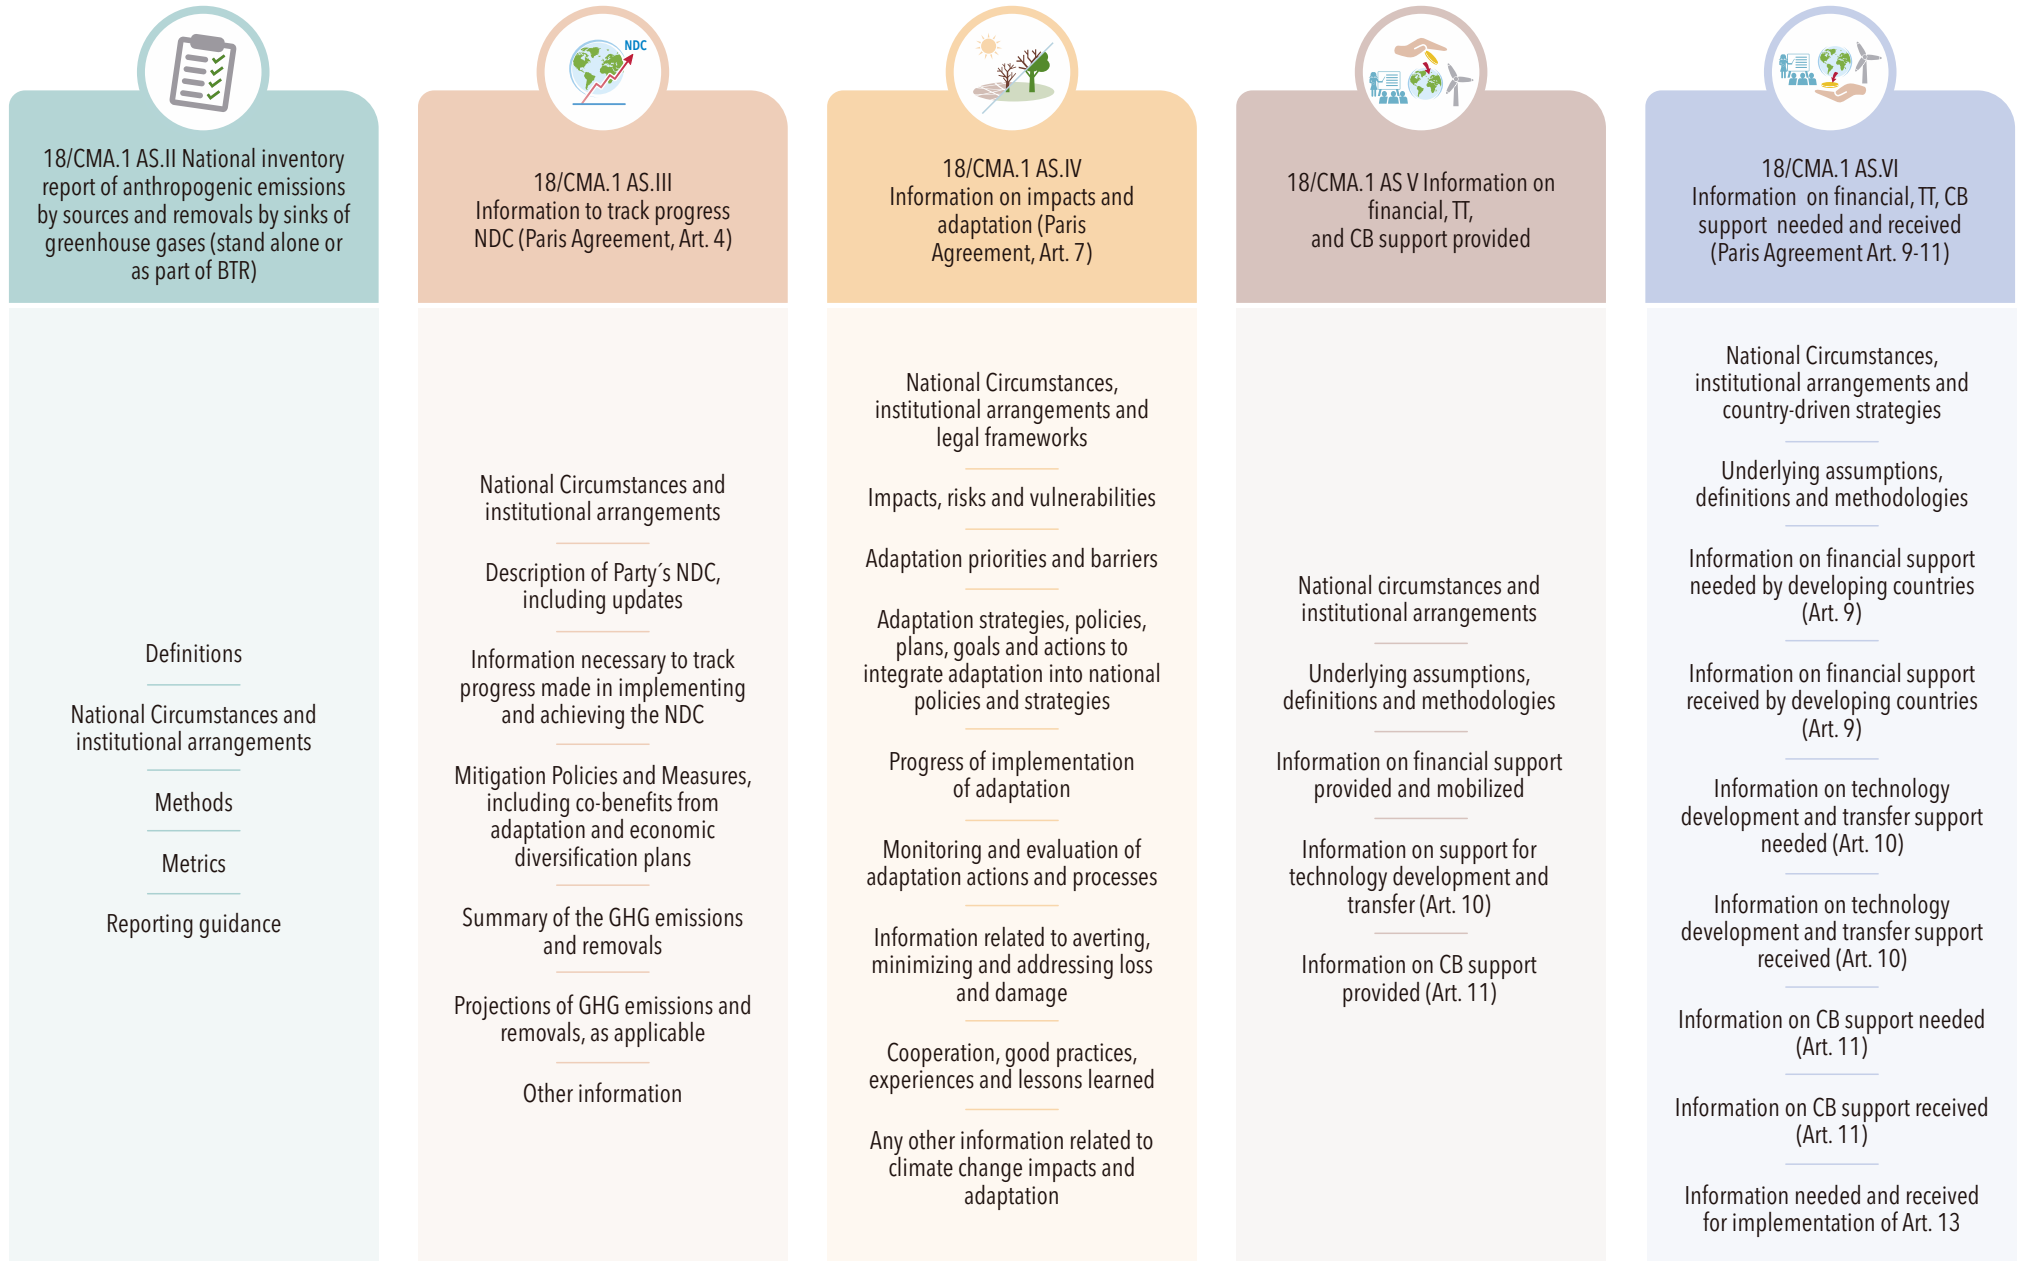 18/CMA.1 AS.II National inventory
report of anthropogenic emissions
by sources and removals by sinks of
greenhouse gases (stand alone or
as part of BTR)
Definitions
National Circumstances and
institutional arrangements
Methods
Metrics
Reporting guidance
NDC
18/CMA.1 AS.III
Information to track progress
NDC (Paris Agreement, Art. 4)
National Circumstances and
institutional arrangements
Description of Party´s NDC,
including updates
Information necessary to track
progress made in implementing
and achieving the NDC
Mitigation Policies and Measures,
including co-benefits from
adaptation and economic
diversification plans
Summary of the GHG emissions
and removals
Projections of GHG emissions and
removals, as applicable
Other information
18/CMA.1 AS.IV
Information on impacts and
adaptation (Paris
Agreement, Art. 7)
National Circumstances,
institutional arrangements and
legal frameworks
Impacts, risks and vulnerabilities
Adaptation priorities and barriers
Adaptation strategies, policies,
plans, goals and actions to
integrate adaptation into national
policies and strategies
Progress of implementation
of adaptation
Monitoring and evaluation of
adaptation actions and processes
Information related to averting,
minimizing and addressing loss
and damage
Cooperation, good practices,
experiences and lessons learned
Any other information related to
climate change impacts and
adaptation
18/CMA.1 AS V Information on
financial, TT,
and CB support provided
National circumstances and
institutional arrangements
Underlying assumptions,
definitions and methodologies
Information on financial support
provided and mobilized
Information on support for
technology development and
transfer (Art. 10)
Information on CB support
provided (Art. 11)
18/CMA.1 AS.VI
Information on financial, TT, CB
support needed and received
(Paris Agreement Art. 9-11)
National Circumstances,
institutional arrangements and
country-driven strategies
Underlying assumptions,
definitions and methodologies
Information on financial support
needed by developing countries
(Art. 9)
Information on financial support
received by developing countries
(Art. 9)
Information on technology
development and transfer support
needed (Art. 10)
Information on technology
development and transfer support
received (Art. 10)
Information on CB support needed
(Art. 11)
Information on CB support received
(Art. 11)
Information needed and received
for implementation of Art. 13